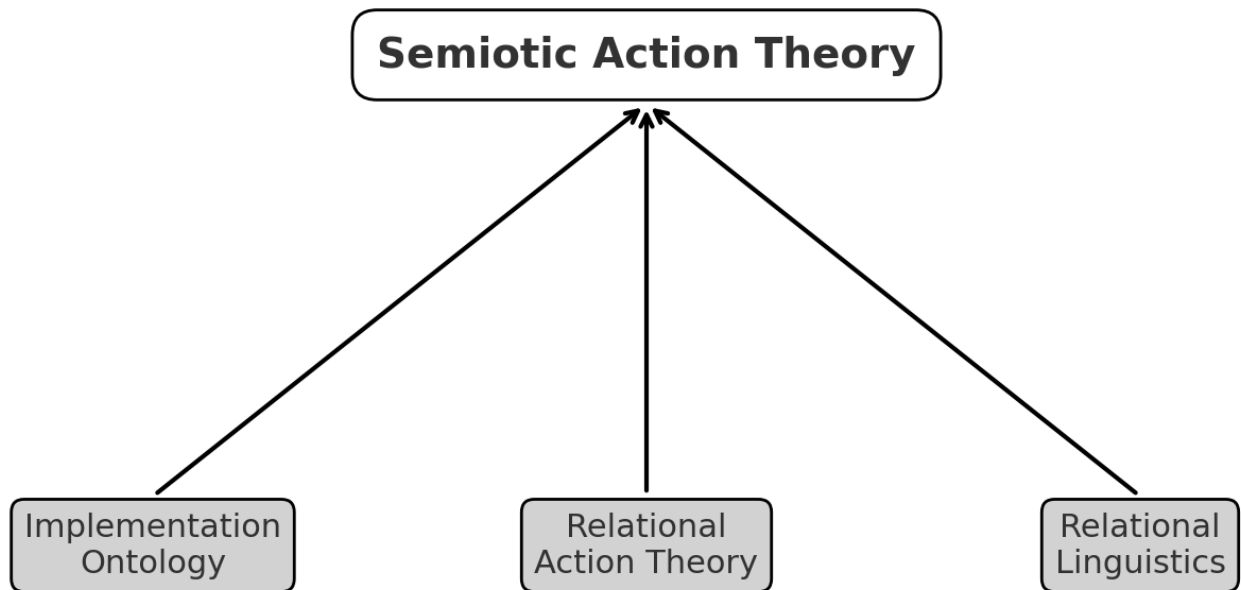 Semiotic Action Theory
Implementation
Ontology
Relational
Action Theory
Relational
Linguistics